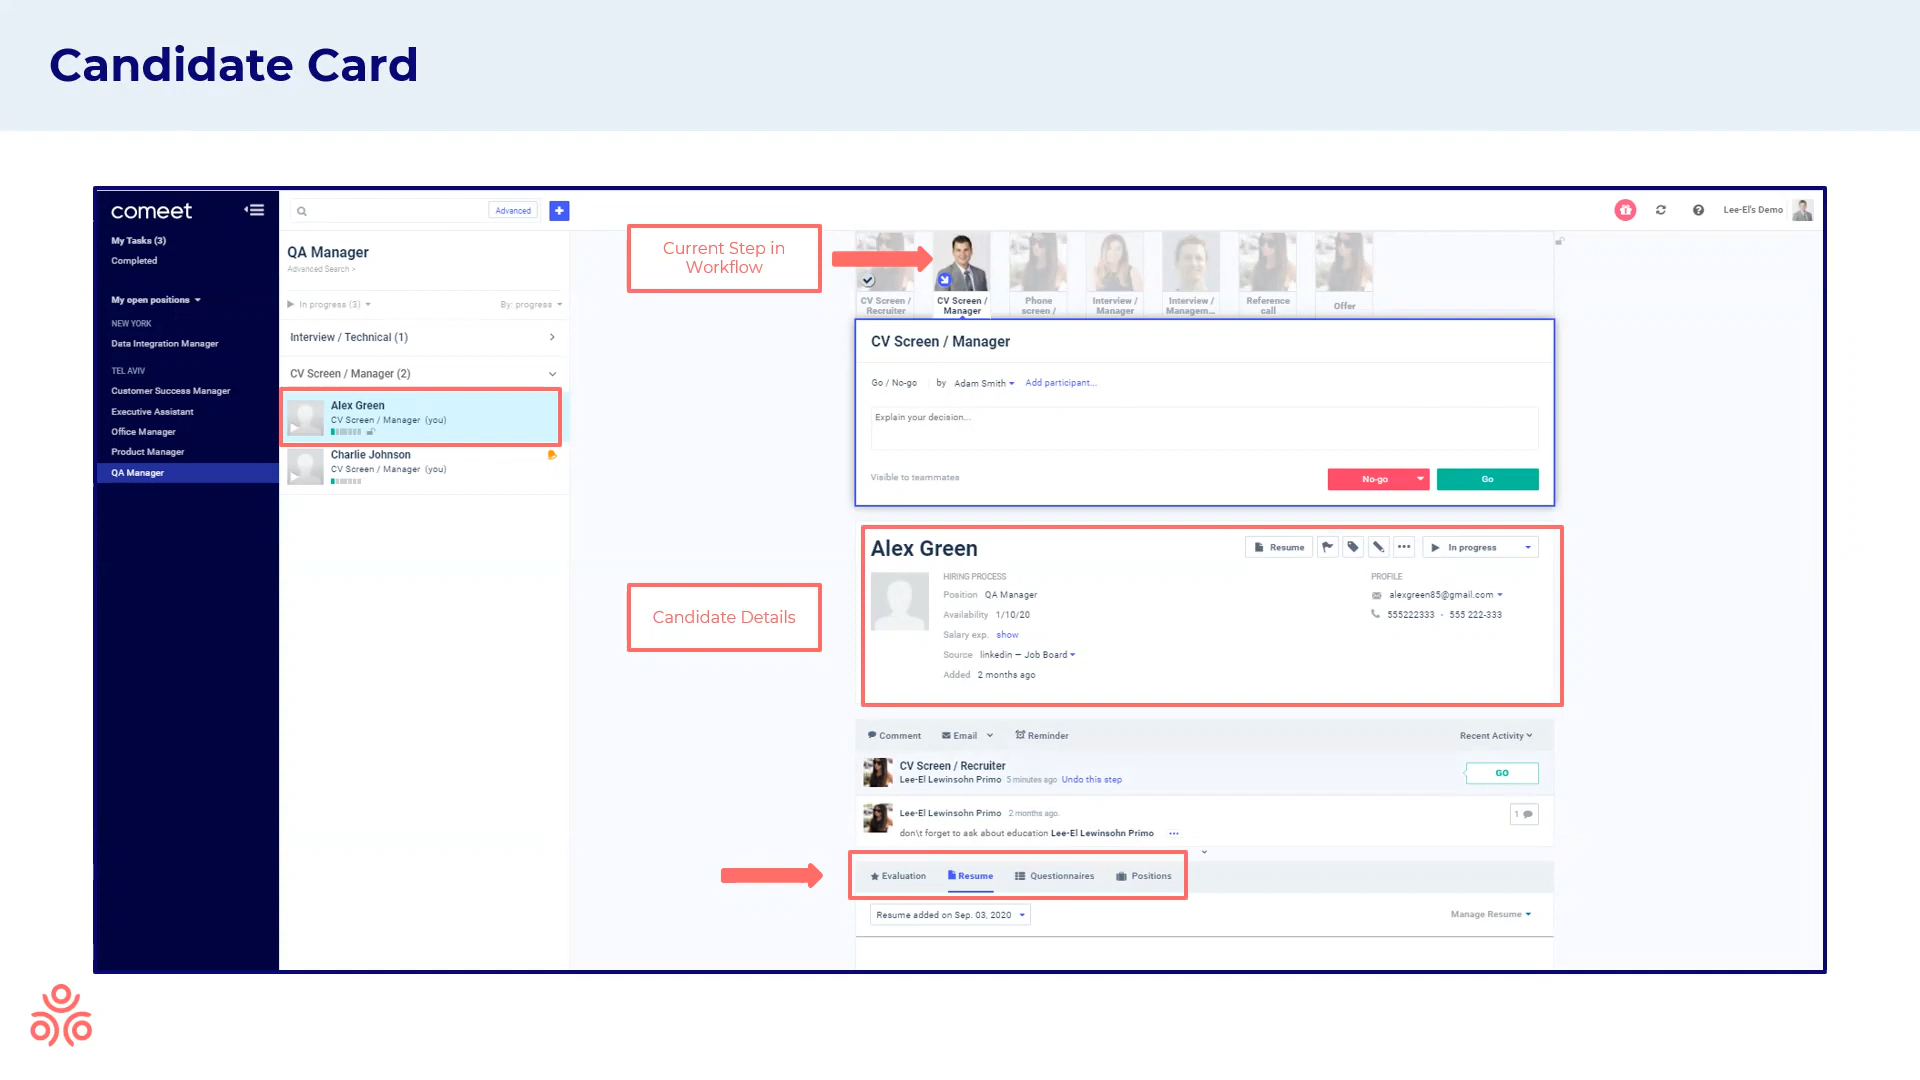 Candidate Card
comeet
My Tasks (3)
Completed
My open positions
NEW YORK
Data Integration Manager
TEL AVIV
Customer Success Manager
Executive Assistant
Office Manager
Product Manager
QA Manager
Advanced
Lee-El's Demo
QA Manager
Advanced Search >
In progress (3)
By: progress
Interview / Technical (1)
CV Screen / Manager (2)
Alex Green
CV Screen / Manager (you)
Charlie Johnson
CV Screen / Manager (you)
Current Step in
Workflow
CV Screen /
Recruiter
CV Screen /
Manager
Phone
screen /
Interview /
Manager
Interview /
Managem...
Reference
call
Offer
CV Screen / Manager
Go / No-go by Adam Smith Add participant...
Explain your decision...
Visible to teammates
No-go
Go
Candidate Details
Alex Green
Resume
In progress
HIRING PROCESS
Position QA Manager
Availability 1/10/20
Salary exp. show
Source linkedin — Job Board
Added 2 months ago
PROFILE
alexgreen85@gmail.com
555222333 - 555 222-333
Comment Email Reminder Recent Activity
CV Screen / Recruiter
Lee-El Lewinsohn Primo 5 minutes ago Undo this step
GO
Lee-El Lewinsohn Primo 2 months ago.
1
don\t forget to ask about education Lee-El Lewinsohn Primo ...
Evaluation Resume Questionnaires Positions
Resume added on Sep. 03, 2020
Manage Resume